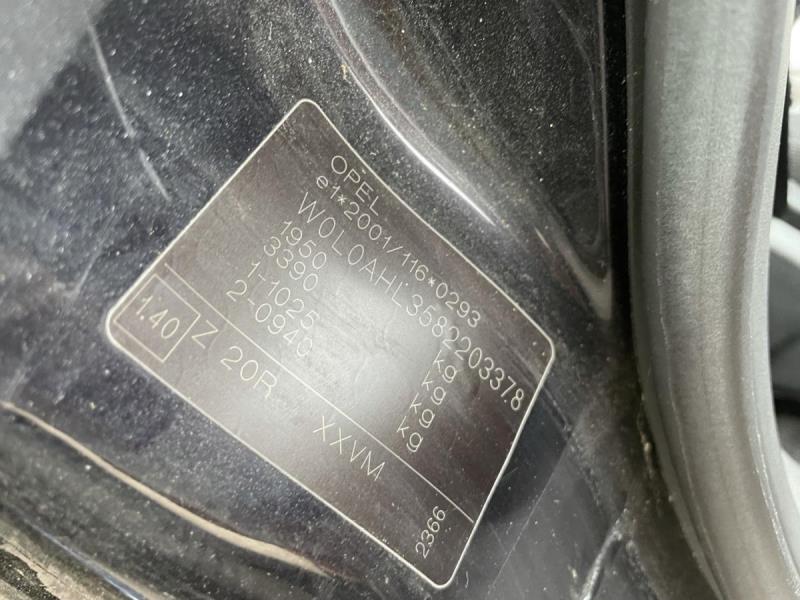 OPEL
e1*2001/116*0293
W0L0AHL3582203378
1950 kg
3390 kg
1-1025 kg
2-0940 kg
1.40 Z 20R XXVM
2366